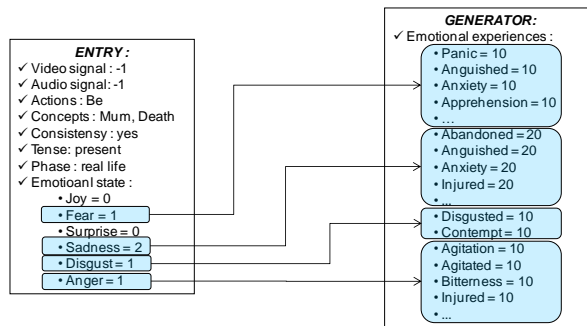 ENTRY :
✓ Video signal : -1
✓ Audio signal: -1
✓ Actions : Be
✓ Concepts : Mum, Death
✓ Consistensy : yes
✓ Tense: present
✓ Phase : real life
✓ Emotioanl state :
• Joy = 0
• Fear = 1
• Surprise = 0
• Sadness = 2
• Disgust = 1
• Anger = 1
GENERATOR:
✓ Emotional experiences :
• Panic = 10
• Anguished = 10
• Anxiety = 10
• Apprehension = 10
• ...
• Abandoned = 20
• Anguished = 20
• Anxiety = 20
• Injured = 20
• ...
• Disgusted = 10
• Contempt = 10
• Agitation = 10
• Agitated = 10
• Bitterness = 10
• Injured = 10
• ...